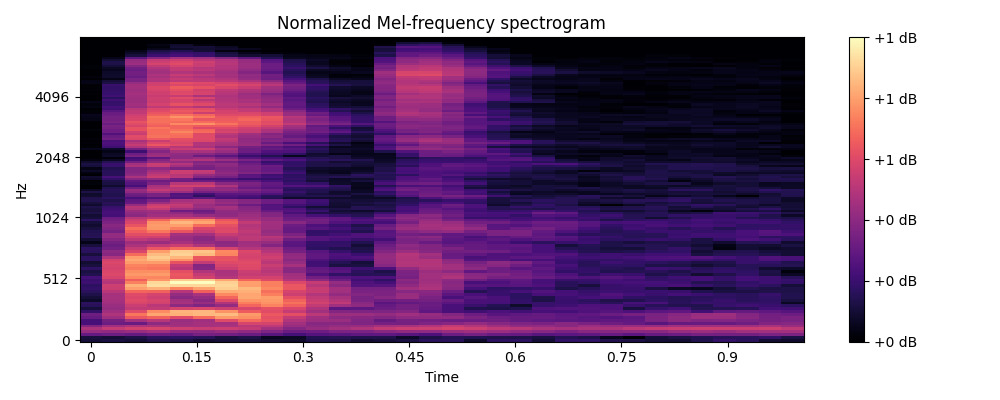 Normalized Mel-frequency spectrogram
Hz
4096
2048
1024
512
0
0 0.15 0.3 0.45 0.6 0.75 0.9
Time
+1 dB
+1 dB
+1 dB
+0 dB
+0 dB
+0 dB